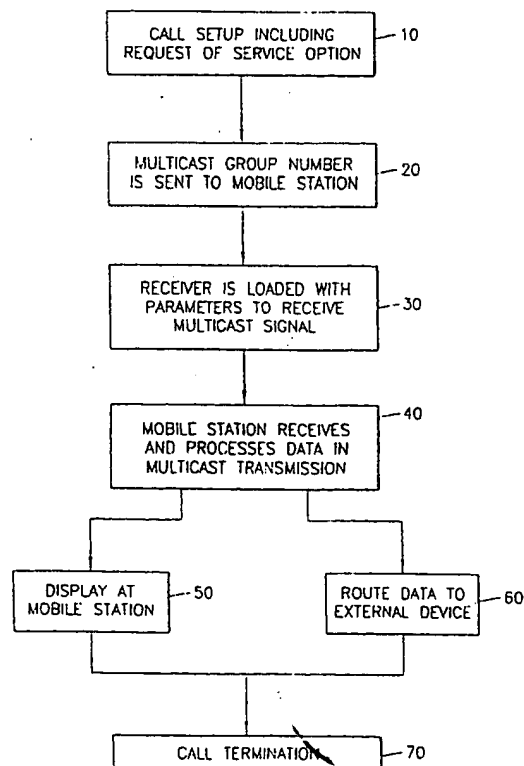 CALL SETUP INCLUDING
REQUEST OF SERVICE OPTION
10
MULTICAST GROUP NUMBER
IS SENT TO MOBILE STATION
20
RECEIVER IS LOADED WITH
PARAMETERS TO RECEIVE
MULTICAST SIGNAL
30
MOBILE STATION RECEIVES
AND PROCESSES DATA IN
MULTICAST TRANSMISSION
40
DISPLAY AT
MOBILE STATION
50
ROUTE DATA TO
EXTERNAL DEVICE
60
CALL TERMINATION
70